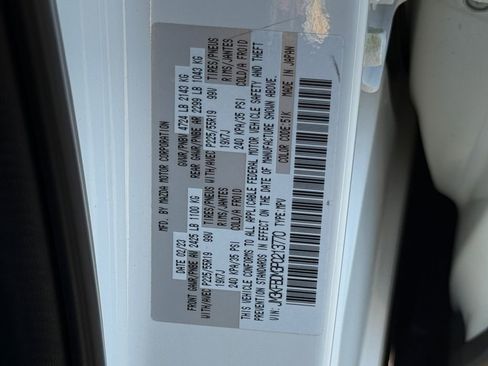 MFD. BY MAZDA MOTOR CORPORATION
DATE 02/23 GVWR/PNBV 4724 LB 2143 KG
FRONT GAWR/PNBE AV 2425 LB 1100 KG REAR GAWR/PNBE AR 2299 LB 1043 KG
WITH/AVEC P225/55R19 99V TIRES/PNEUS WITH/AVEC P225/55R19 99V TIRES/PNEUS
19X7J RIMS/JANTES 19X7J RIMS/JANTES
240 KPA/35 PSI COLD/A FROID 240 KPA/35 PSI COLD/A FROID
THIS VEHICLE CONFORMS TO ALL APPLICABLE FEDERAL MOTOR VEHICLE SAFETY AND THEFT
PREVENTION STANDARDS IN EFFECT ON THE DATE OF MANUFACTURE SHOWN ABOVE.
COLOR CODE: 51K MADE IN JAPAN
VIN: TYPE: MPV